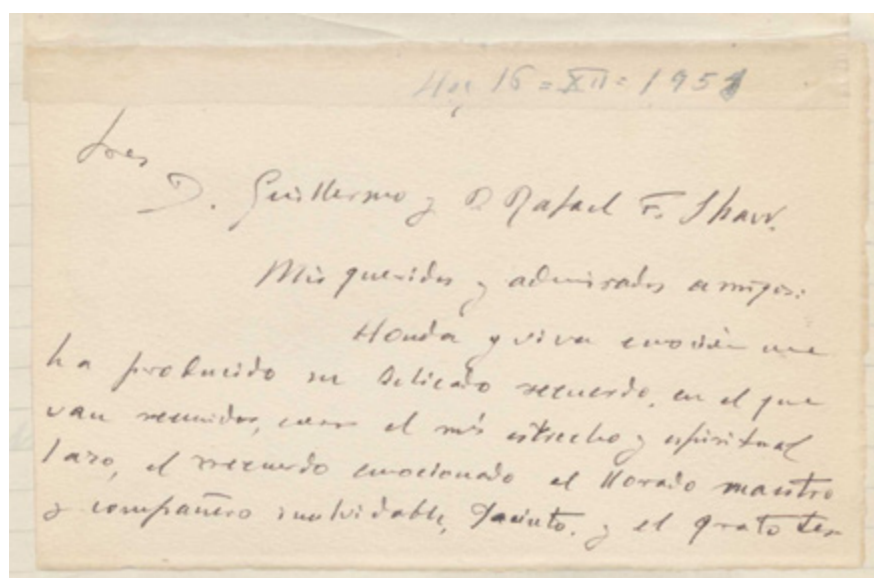 Hoy 16 = XII = 1951
Sres
D. Guillermo y D Rafael F. Shaw.
Mis queridos y admirados amigos:
Honda y viva emoción me
ha producido su delicado recuerdo, en el que
van reunidos, como el más estrecho y espiritual
lazo, el recuerdo emocionado al llorado maestro
y compañero inolvidable, Jacinto, y el grato